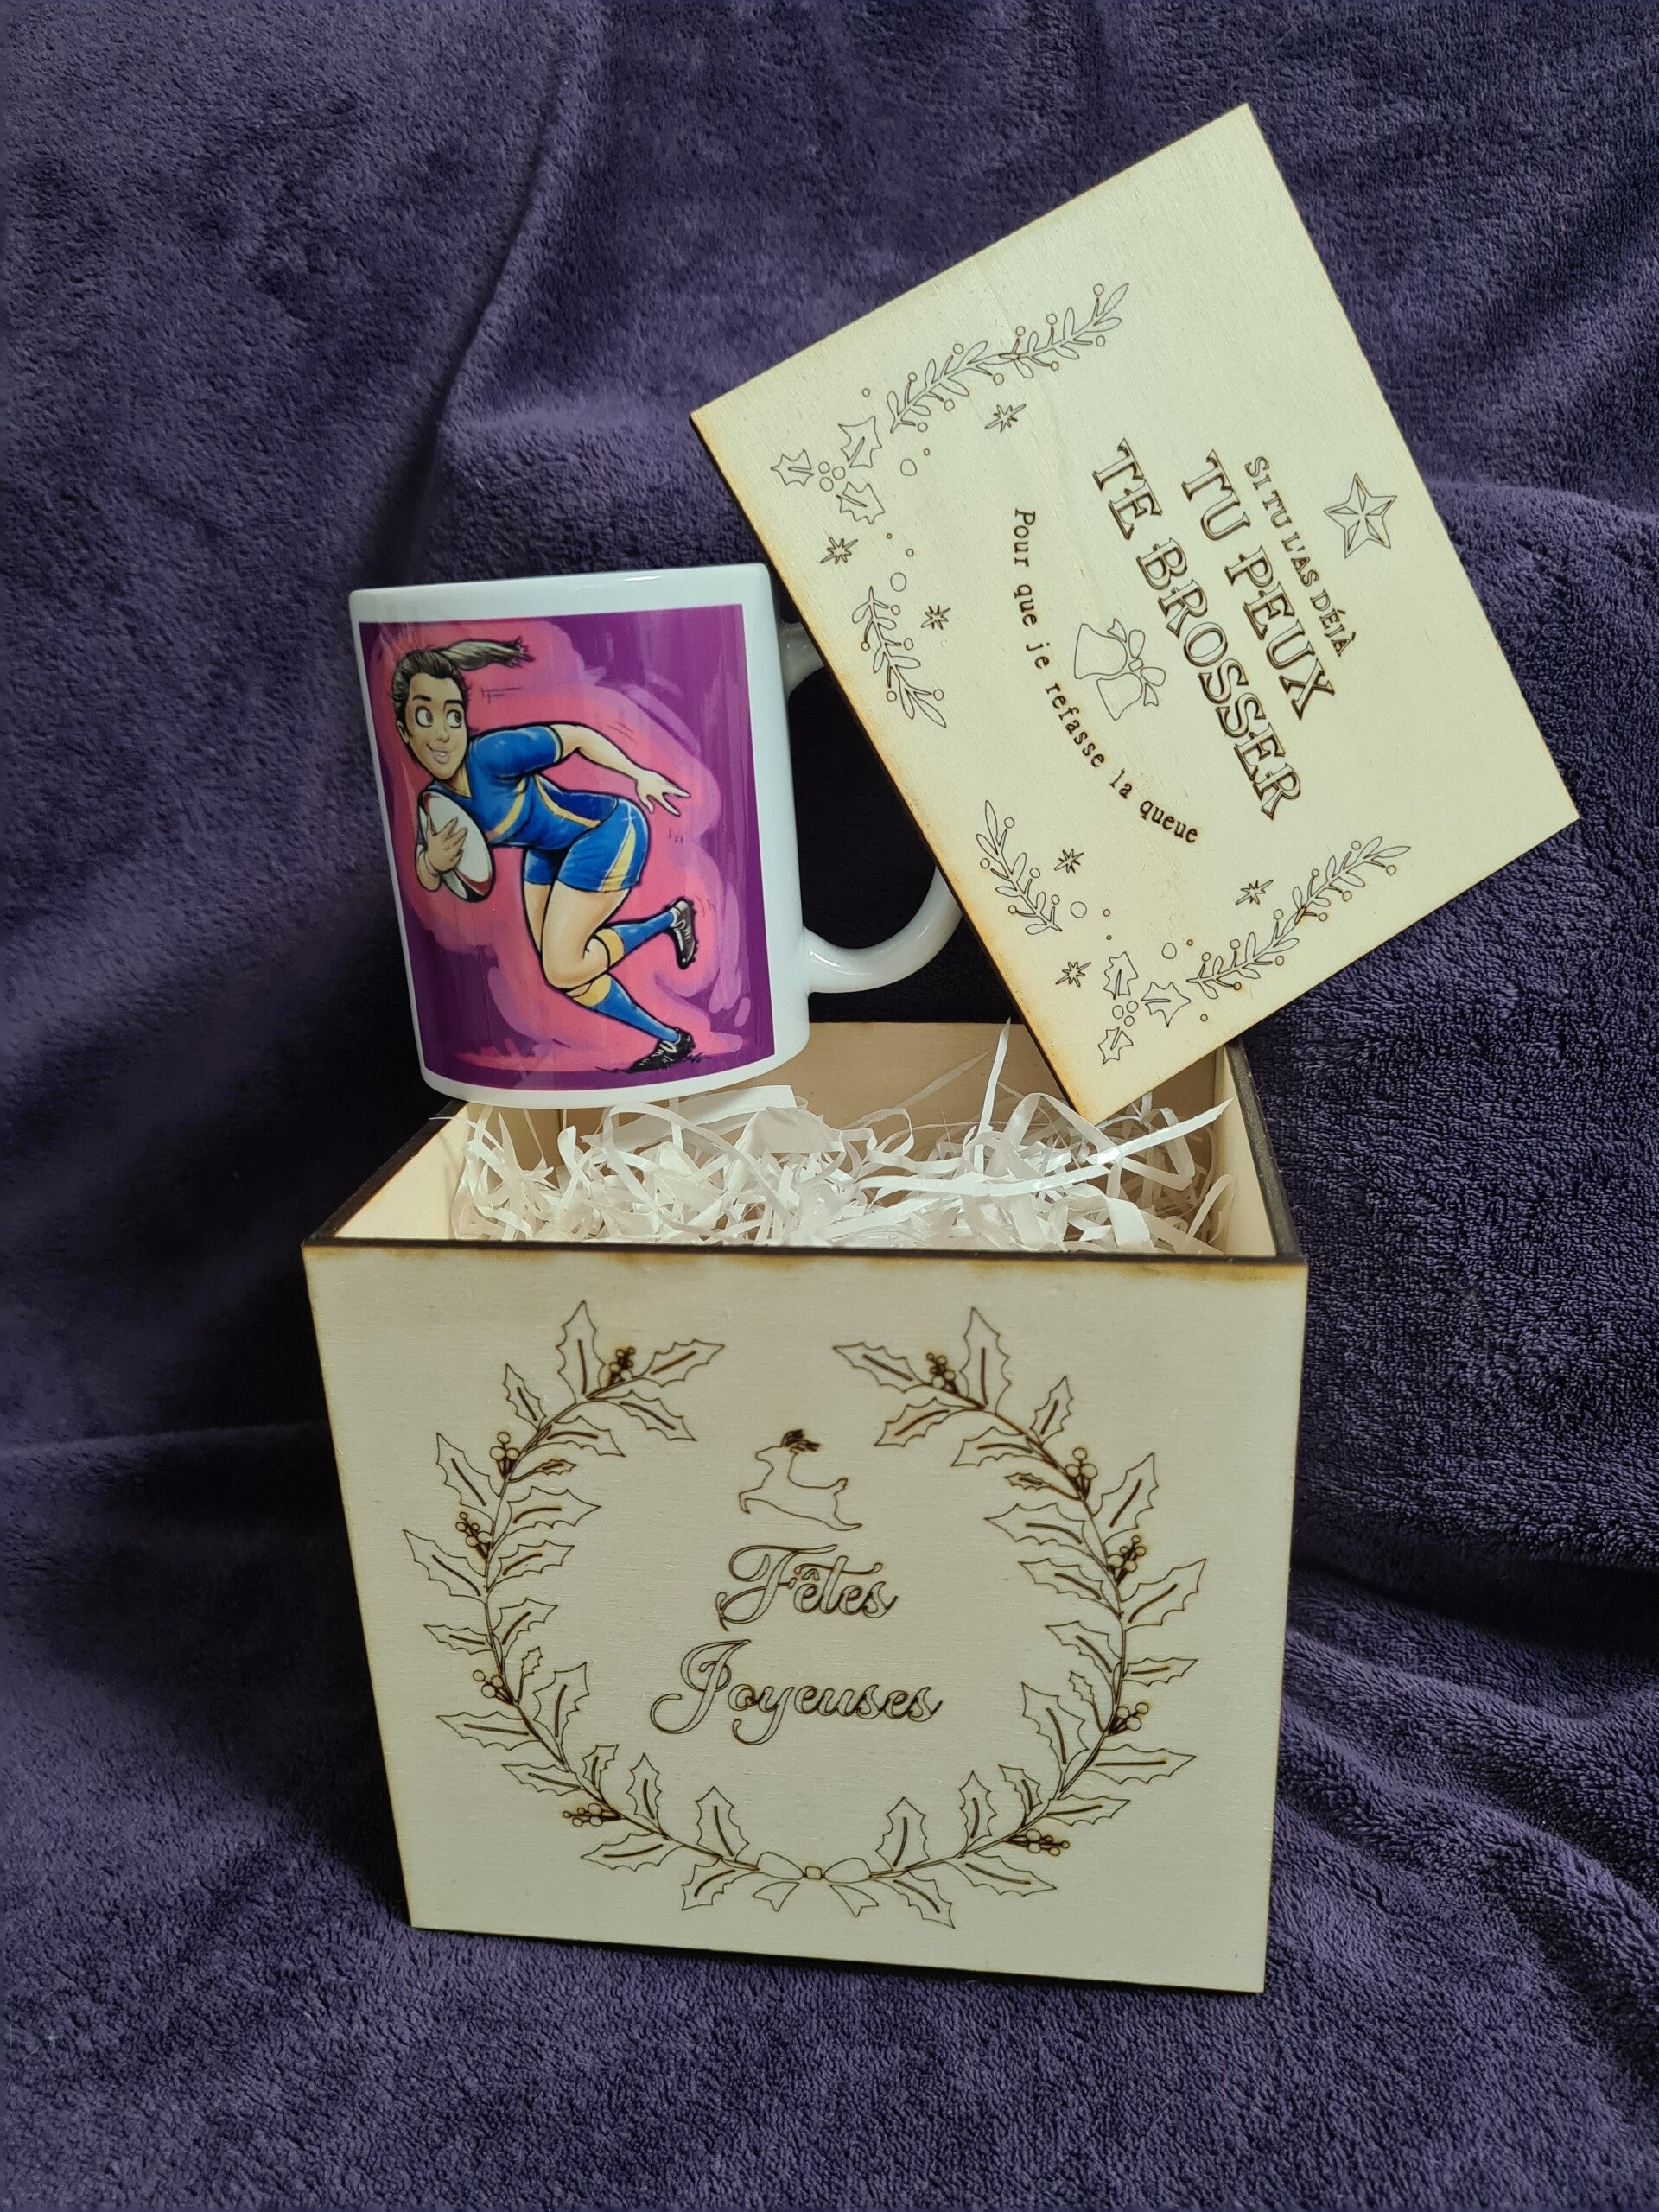 SI TU L'AS DÉJÀ
TU PEUX
TE BROSSER
Pour que je refasse la queue
Fêtes
Joyeuses